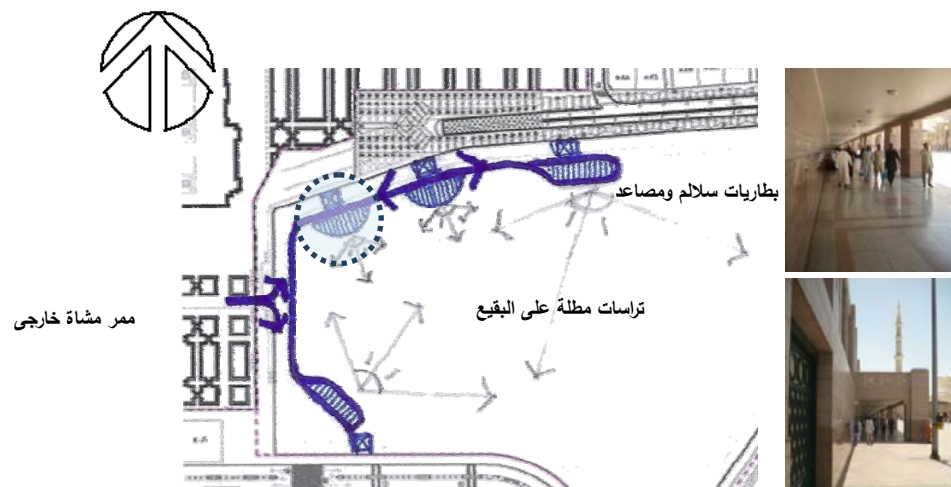 بطاريات سلالم ومصاعد
تراسات مطلة على البقيع
ممر مشاة خارجى